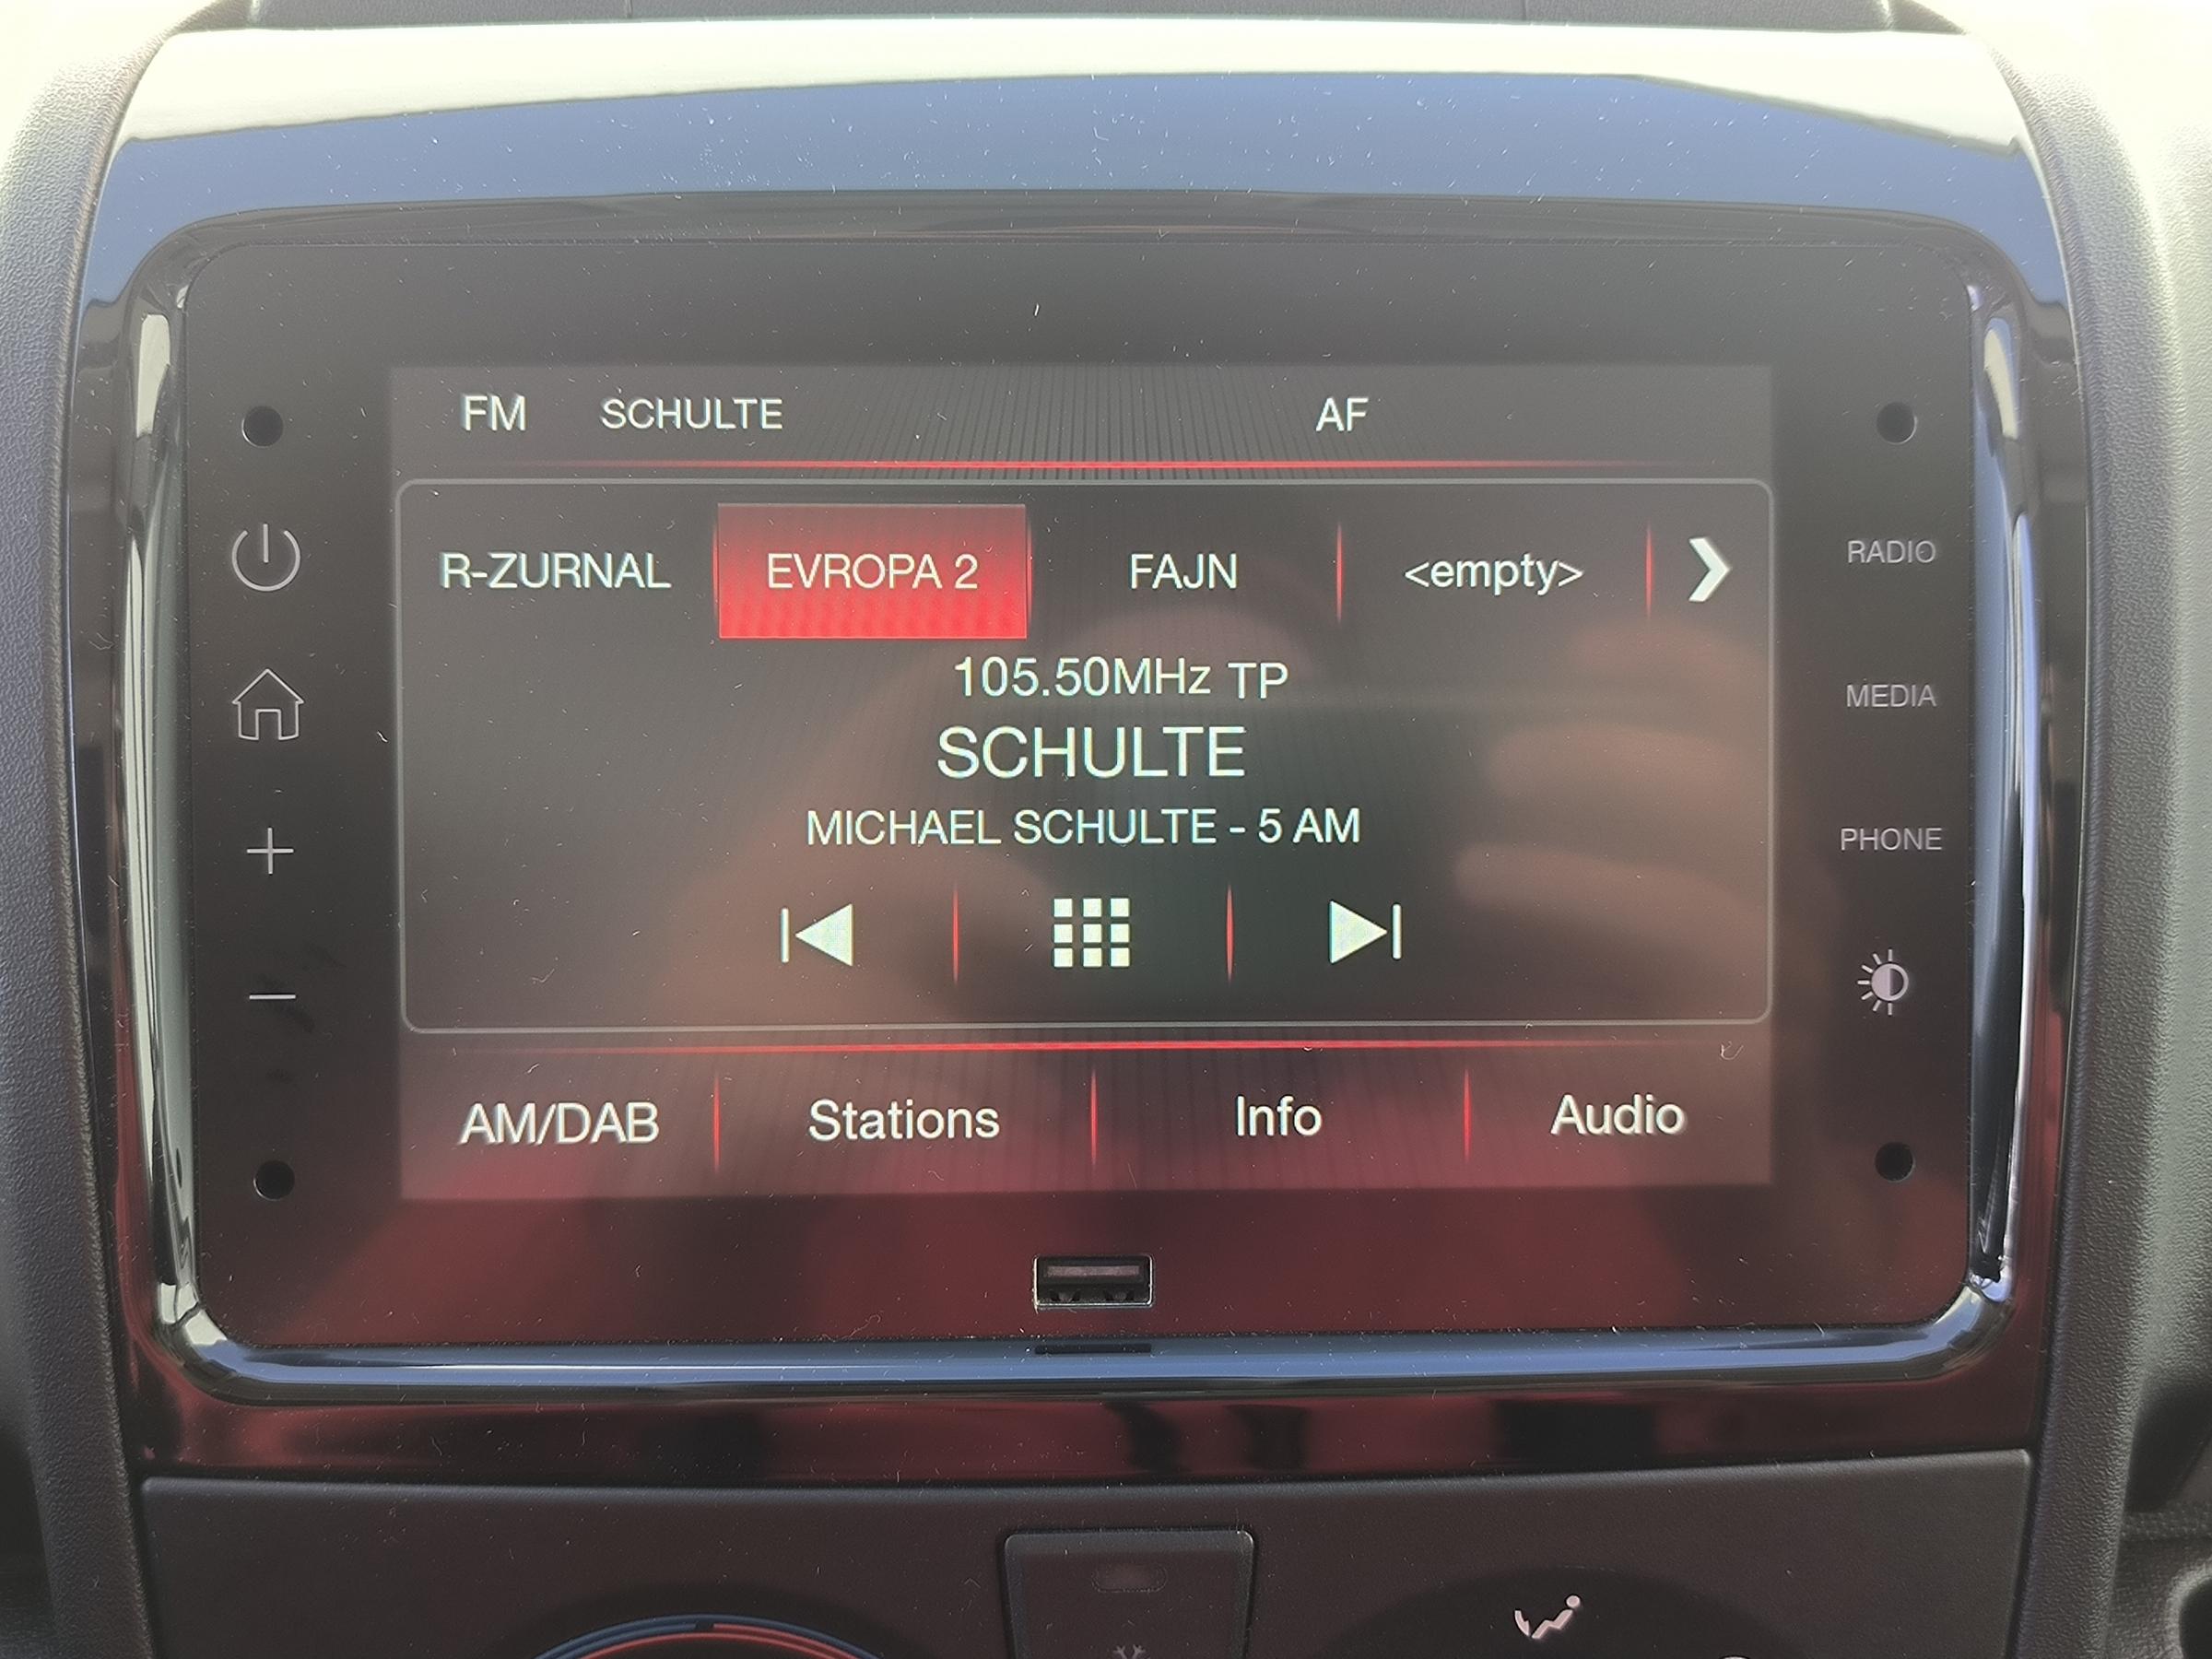 FM SCHULTE AF
R-ZURNAL EVROPA 2 FAJN <empty>
105.50MHz TP
SCHULTE
MICHAEL SCHULTE - 5 AM
AM/DAB Stations Info Audio
RADIO
MEDIA
PHONE